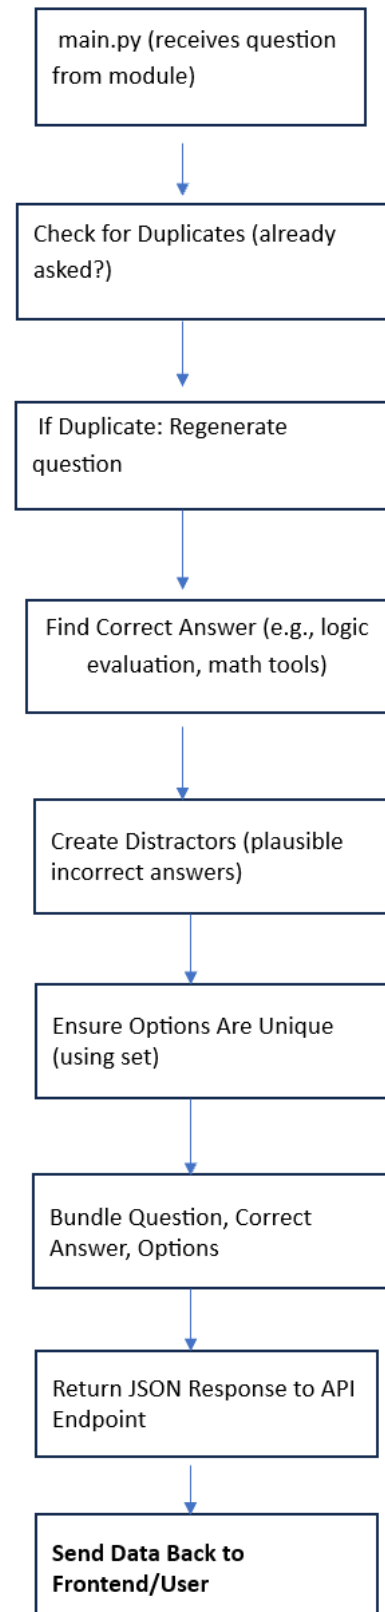 main.py (receives question
from module)
Check for Duplicates (already
asked?)
If Duplicate: Regenerate
question
Find Correct Answer (e.g., logic
evaluation, math tools)
Create Distractors (plausible
incorrect answers)
Ensure Options Are Unique
(using set)
Bundle Question, Correct
Answer, Options
Return JSON Response to API
Endpoint
Send Data Back to
Frontend/User